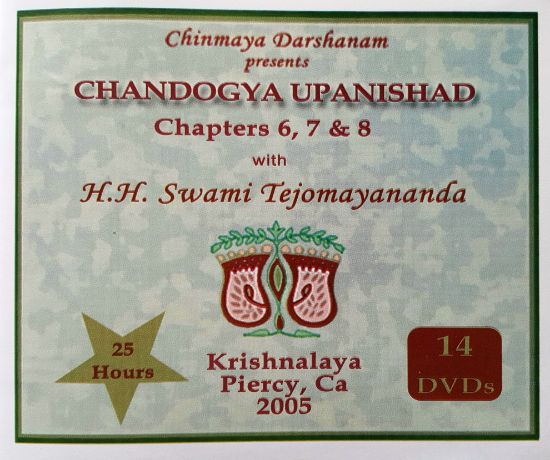 Chinmaya Darshanam
presents
CHANDOGYA UPANISHAD
Chapters 6, 7 & 8
with
H.H. Swami Tejomayananda
25
Hours
Krishnalaya
Piercy, Ca
2005
14
DVDs